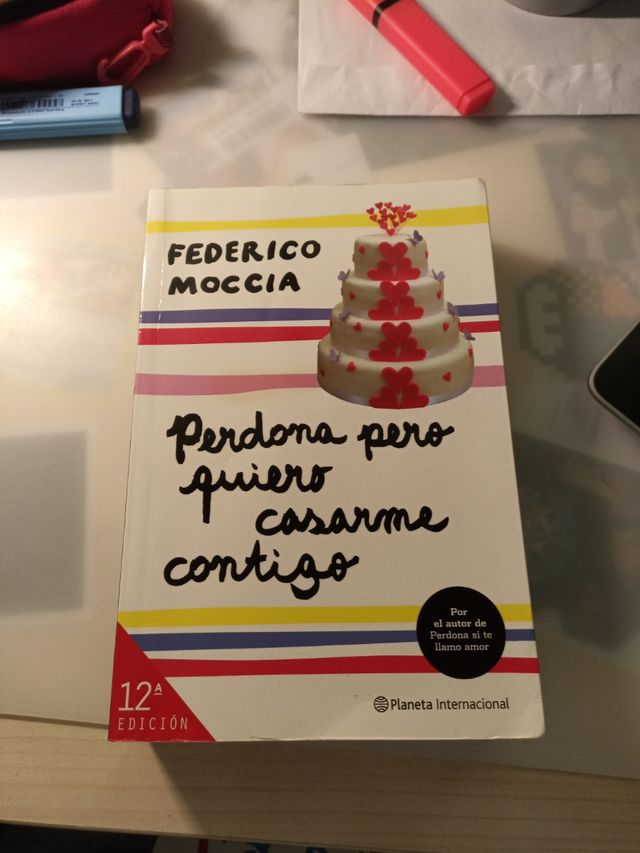 FEDERICO
MOCCIA
Perdona pero
quiero
casarme
contigo
Por
el autor de
Perdona si te
llamo amor
12ª
EDICIÓN
Planeta Internacional